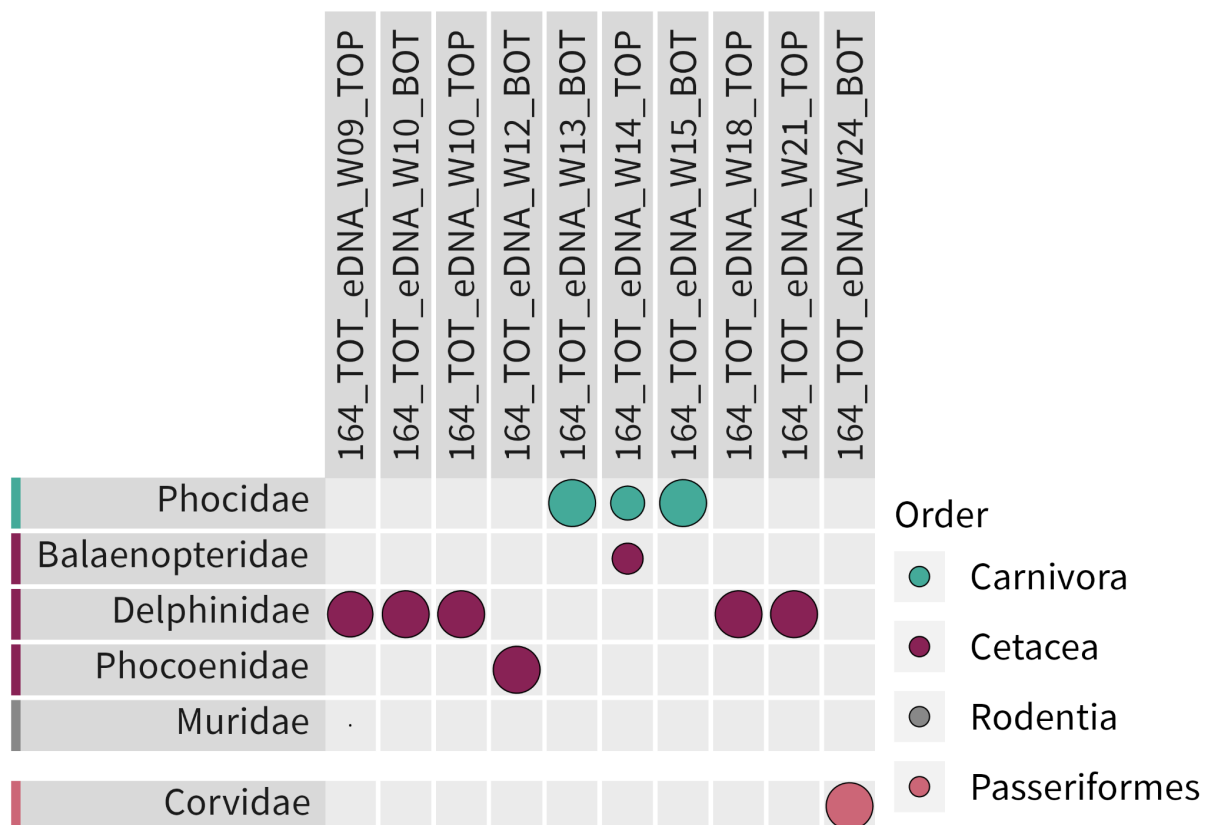 164_TOT_eDNA_W09_TOP
164_TOT_eDNA_W10_BOT
164_TOT_eDNA_W10_TOP
164_TOT_eDNA_W12_BOT
164_TOT_eDNA_W13_BOT
164_TOT_eDNA_W14_TOP
164_TOT_eDNA_W15_BOT
164_TOT_eDNA_W18_TOP
164_TOT_eDNA_W21_TOP
164_TOT_eDNA_W24_BOT
Phocidae
Balaenopteridae
Delphinidae
Phocoenidae
Muridae
Corvidae
Order
Carnivora
Cetacea
Rodentia
Passeriformes